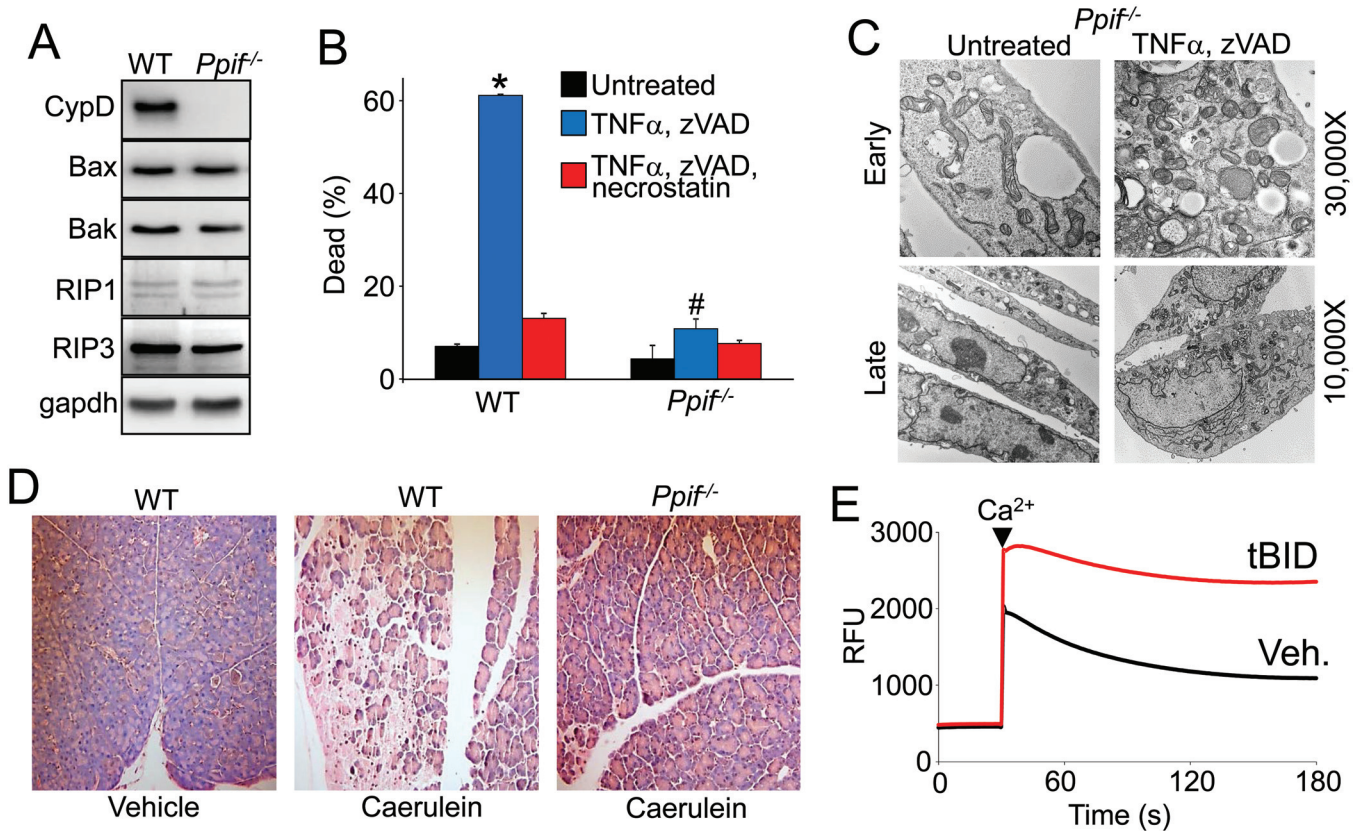 A
WT Ppif-/-
CypD
Bax
Bak
RIP1
RIP3
gapdh
B
Dead (%)
60
40
20
0
*
#
WT
Ppif-/-
Untreated
TNFα, zVAD
TNFα, zVAD,
necrostatin
C
Ppif-/-
Untreated TNFα, zVAD
Early
Late
30,000X
10,000X
D
WT
WT
Ppif-/-
Vehicle
Caerulein
Caerulein
E
Ca2+
3000
2000
1000
0
RFU
tBID
Veh.
0 60 120 180
Time (s)